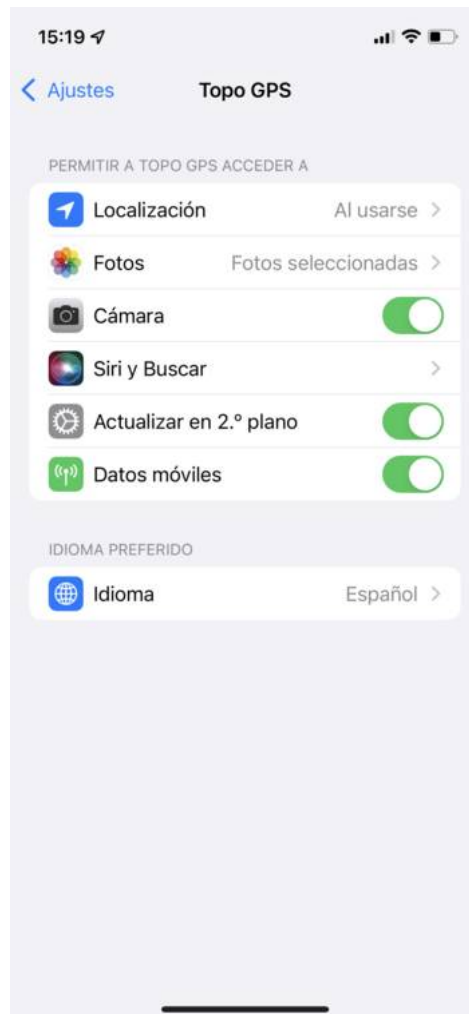 15:19
Ajustes Topo GPS
PERMITIR A TOPO GPS ACCEDER A
Localización Al usarse
Fotos Fotos seleccionadas
Cámara
Siri y Buscar
Actualizar en 2.º plano
Datos móviles
IDIOMA PREFERIDO
Idioma Español